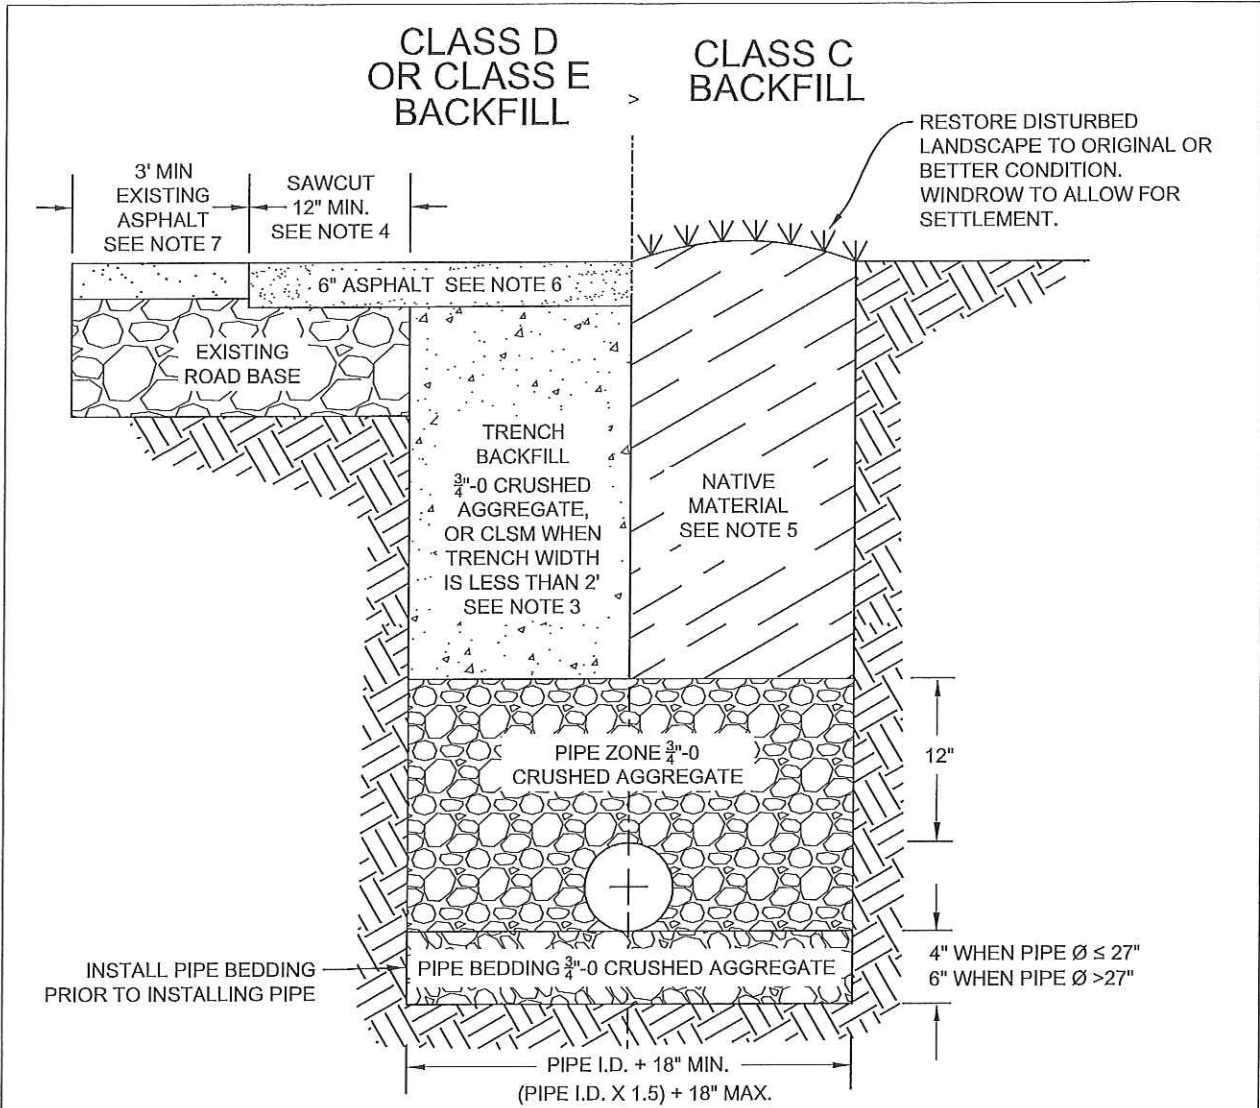 CLASS D
OR CLASS E
BACKFILL
>
CLASS C
BACKFILL
RESTORE DISTURBED
LANDSCAPE TO ORIGINAL OR
BETTER CONDITION.
WINDROW TO ALLOW FOR
SETTLEMENT.
3' MIN
EXISTING
ASPHALT
SEE NOTE 7
SAWCUT
12" MIN.
SEE NOTE 4
6" ASPHALT SEE NOTE 6
EXISTING
ROAD BASE
TRENCH
BACKFILL
3/4"-0 CRUSHED
AGGREGATE,
OR CLSM WHEN
TRENCH WIDTH
IS LESS THAN 2'
SEE NOTE 3
NATIVE
MATERIAL
SEE NOTE 5
PIPE ZONE 3/4"-0
CRUSHED AGGREGATE
12"
INSTALL PIPE BEDDING
PRIOR TO INSTALLING PIPE
PIPE BEDDING 3/4"-0 CRUSHED AGGREGATE
4" WHEN PIPE Ø ≤ 27"
6" WHEN PIPE Ø >27"
PIPE I.D. + 18" MIN.
(PIPE I.D. X 1.5) + 18" MAX.